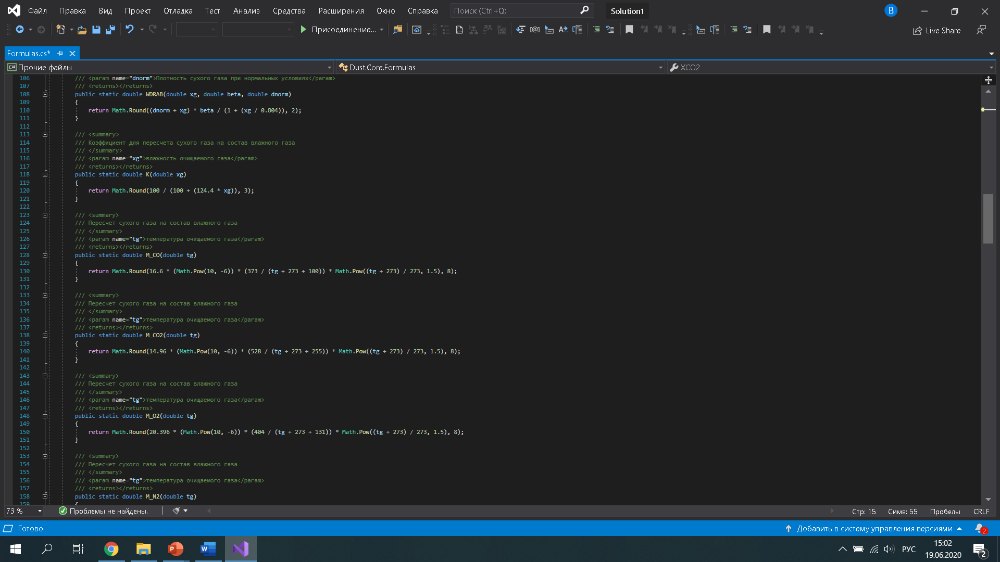 Файл Правка Вид Проект Отладка Тест Анализ Средства Расширения Окно Справка Поиск (Ctrl+Q) Solution1 B
Присоединение... Live Share
Formulas.cs*
C# Прочие файлы Dust.Core.Formulas XCO2
106 /// <param name="dnorm">Плотность сухого газа при нормальных условиях</param>
107 /// <returns></returns>
108 public static double WDRAB(double xg, double beta, double dnorm)
109 {
110 return Math.Round((dnorm + xg) * beta / (1 + (xg / 0.804)), 2);
111 }
112
113 /// <summary>
114 /// Коэффициент для пересчета сухого газа на состав влажного газа
115 /// </summary>
116 /// <param name="xg">влажность очищаемого газа</param>
117 /// <returns></returns>
118 public static double K(double xg)
119 {
120 return Math.Round(100 / (100 + (124.4 * xg)), 3);
121 }
122
123 /// <summary>
124 /// Пересчет сухого газа на состав влажного газа
125 /// </summary>
126 /// <param name="tg">температура очищаемого газа</param>
127 /// <returns></returns>
128 public static double M_CO(double tg)
129 {
130 return Math.Round(16.6 * (Math.Pow(10, -6)) * (373 / (tg + 273 + 100)) * Math.Pow((tg + 273) / 273, 1.5), 8);
131 }
132
133 /// <summary>
134 /// Пересчет сухого газа на состав влажного газа
135 /// </summary>
136 /// <param name="tg">температура очищаемого газа</param>
137 /// <returns></returns>
138 public static double M_CO2(double tg)
139 {
140 return Math.Round(14.96 * (Math.Pow(10, -6)) * (528 / (tg + 273 + 255)) * Math.Pow((tg + 273) / 273, 1.5), 8);
141 }
142
143 /// <summary>
144 /// Пересчет сухого газа на состав влажного газа
145 /// </summary>
146 /// <param name="tg">температура очищаемого газа</param>
147 /// <returns></returns>
148 public static double M_O2(double tg)
149 {
150 return Math.Round(20.396 * (Math.Pow(10, -6)) * (404 / (tg + 273 + 131)) * Math.Pow((tg + 273) / 273, 1.5), 8);
151 }
152
153 /// <summary>
154 /// Пересчет сухого газа на состав влажного газа
155 /// </summary>
156 /// <param name="tg">температура очищаемого газа</param>
157 /// <returns></returns>
158 public static double M_N2(double tg)
159 {
73 % Проблемы не найдены. Стр: 15 Симв: 55 Пробелы CRLF
Готово Добавить в систему управления версиями 2
РУС 15:02
19.06.2020 2